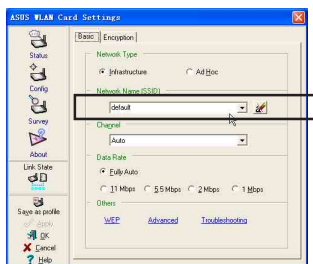 ASUS WLAN Card Settings
Status
Config
Survey
About
Link State
Save as profile
Apply
OK
Cancel
Help
Basic
Encryption
Network Type
Infrastructure
Ad Hoc
Network Name (SSID)
default
Channel
Auto
Data Rate
Fully Auto
11 Mbps
5.5 Mbps
2 Mbps
1 Mbps
Others
WEP
Advanced
Troubleshooting